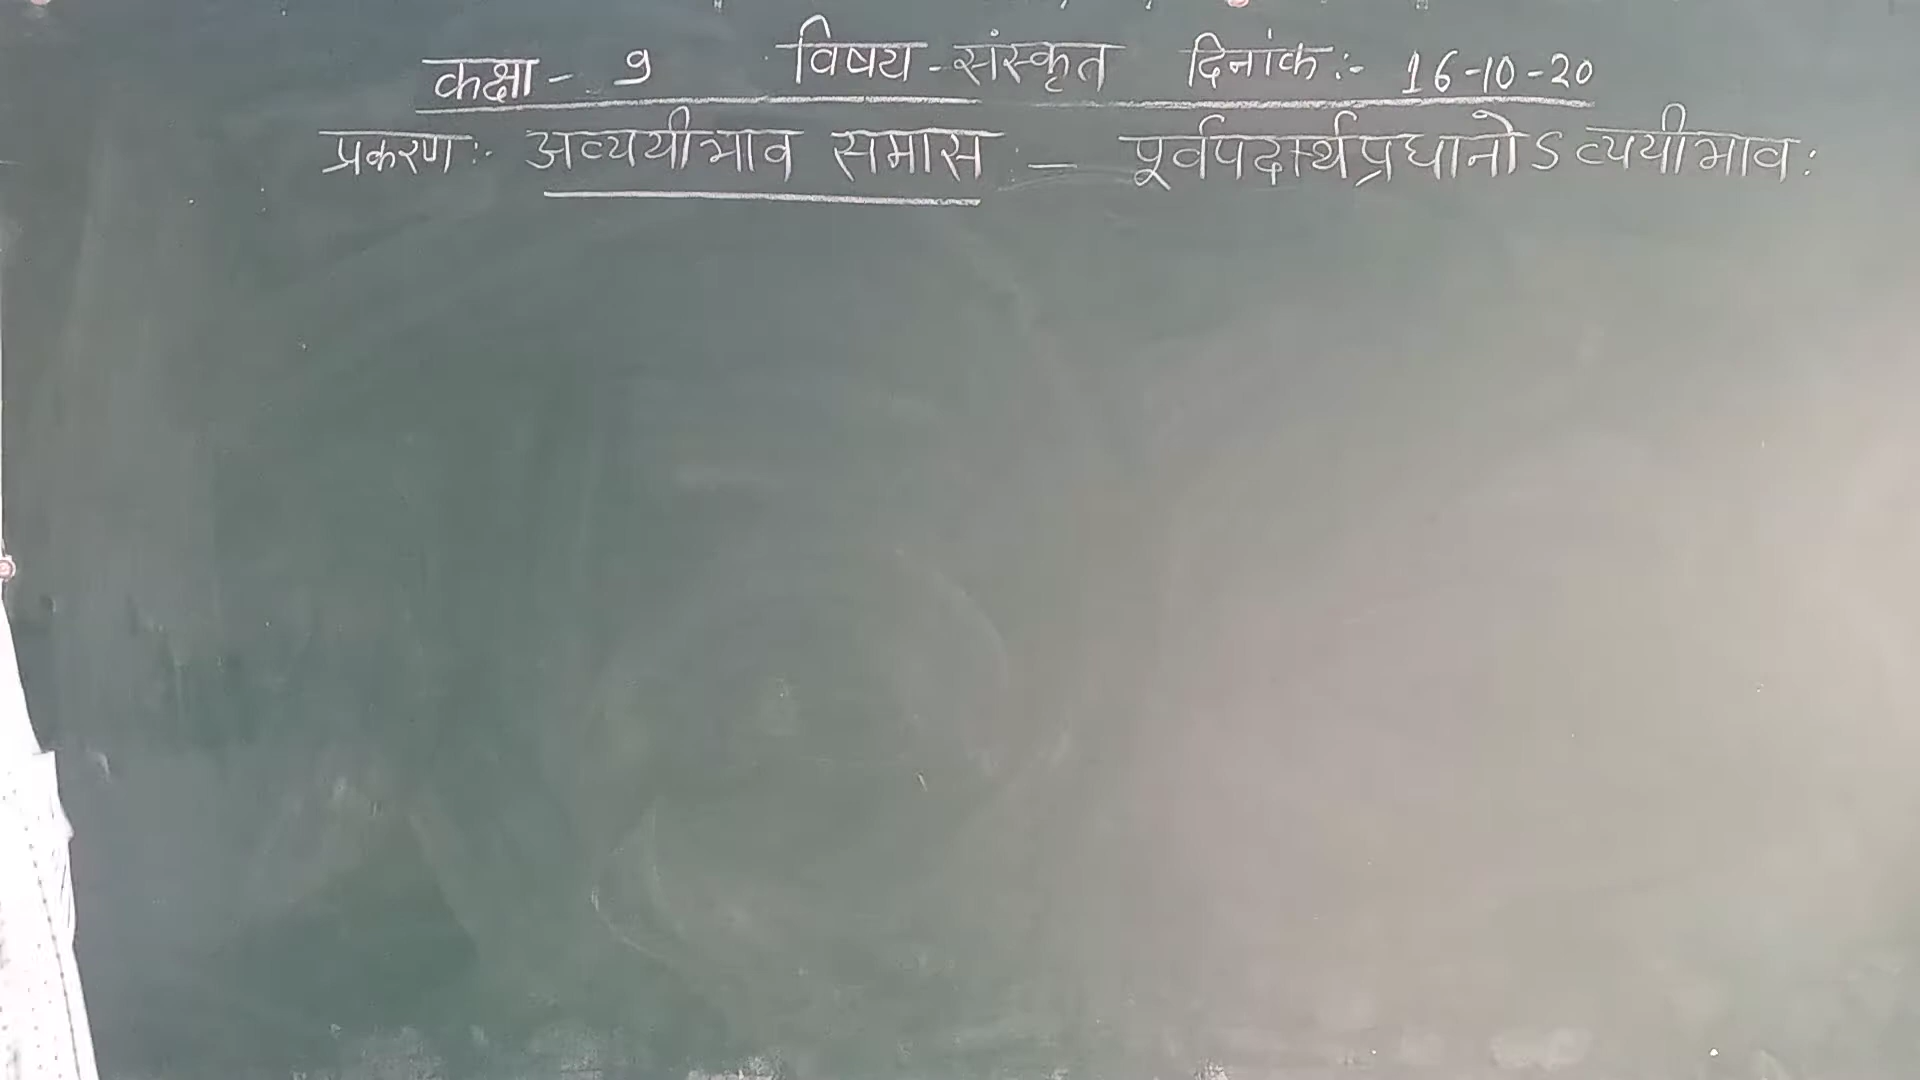 कक्षा - 9 विषय - संस्कृत दिनांक :- 16-10-20
प्रकरण :- अव्ययीभाव समास :- पूर्वपदार्थप्रधानोऽव्ययीभाव: